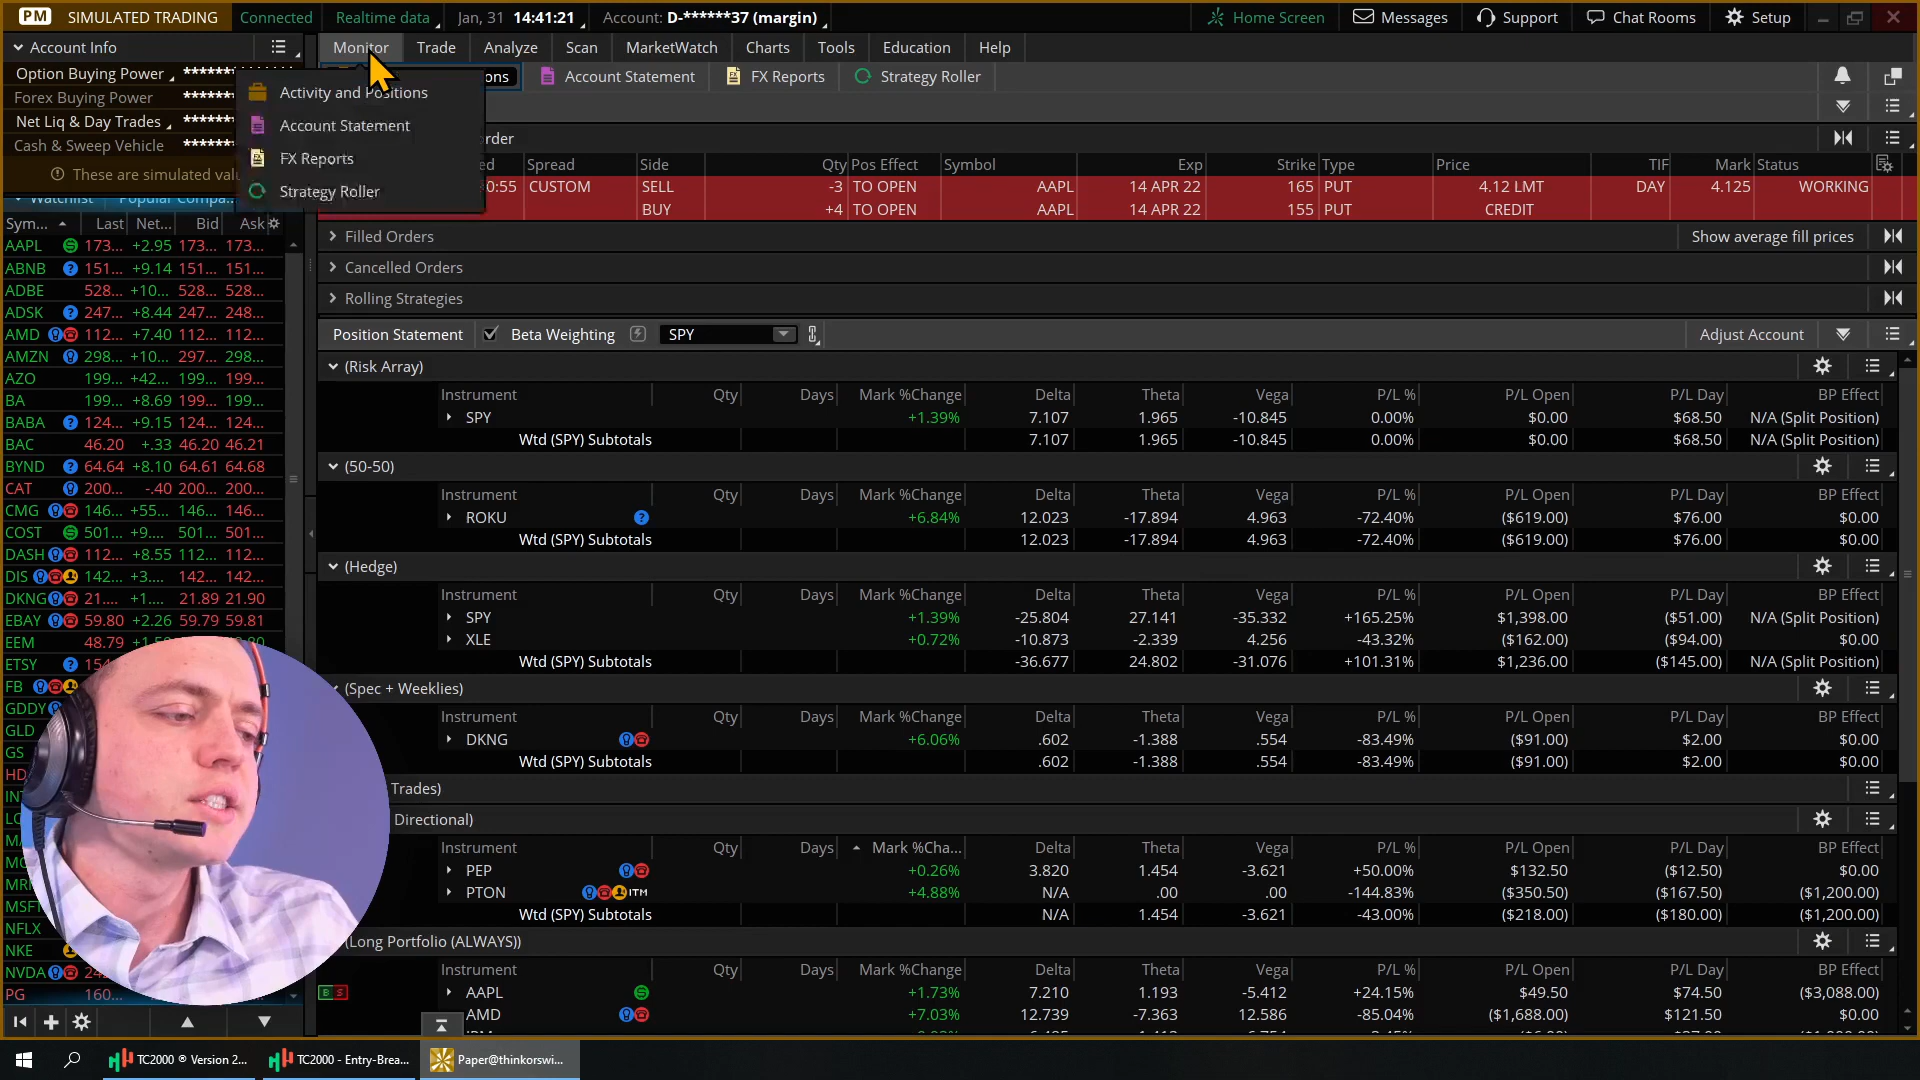 PM SIMULATED TRADING Connected Realtime data Jan, 31 14:41:21 Account: D-******37 (margin) Home Screen Messages Support Chat Rooms Setup
Account Info Monitor Trade Analyze Scan MarketWatch Charts Tools Education Help
Option Buying Power ons Account Statement FX Reports Strategy Roller
Activity and Positions
Forex Buying Power
Net Liq & Day Trades Account Statement
Cash & Sweep Vehicle FX Reports
These are simulated valu Strategy Roller
order
ed Spread Side Qty Pos Effect Symbol Exp Strike Type Price TIF Mark Status
0:55 CUSTOM SELL -3 TO OPEN AAPL 14 APR 22 165 PUT 4.12 LMT DAY 4.125 WORKING
BUY +4 TO OPEN AAPL 14 APR 22 155 PUT CREDIT
Filled Orders Show average fill prices
Cancelled Orders
Rolling Strategies
Watchlist Popular Compa...
Sym... Last Net... Bid Ask
AAPL 173... +2.95 173... 173...
ABNB 151... +9.14 151... 151...
ADBE 528... +10... 528... 528...
ADSK 247... +8.44 247... 248...
AMD 112... +7.40 112... 112...
AMZN 298... +10... 297... 298...
AZO 199... +42... 199... 199...
BA 199... +8.69 199... 199...
BABA 124... +9.15 124... 124...
BAC 46.20 +.33 46.20 46.21
BYND 64.64 +8.10 64.61 64.68
CAT 200... -.40 200... 200...
CMG 146... +55... 146... 146...
COST 501... +9.... 501... 501...
DASH 112... +8.55 112... 112...
DIS 142... +3.... 142... 142...
DKNG 21.... +1.... 21.89 21.90
EBAY 59.80 +2.26 59.79 59.81
EEM 48.79
ETSY 154
FB
GDDY
GLD
GS
HD
MSFT
NFLX
NKE
NVDA
PG 160...
Position Statement Beta Weighting SPY Adjust Account
(Risk Array)
Instrument Qty Days Mark %Change Delta Theta Vega P/L % P/L Open P/L Day BP Effect
SPY +1.39% 7.107 1.965 -10.845 0.00% $0.00 $68.50 N/A (Split Position)
Wtd (SPY) Subtotals 7.107 1.965 -10.845 0.00% $0.00 $68.50 N/A (Split Position)
(50-50)
Instrument Qty Days Mark %Change Delta Theta Vega P/L % P/L Open P/L Day BP Effect
ROKU +6.84% 12.023 -17.894 4.963 -72.40% ($619.00) $76.00 $0.00
Wtd (SPY) Subtotals 12.023 -17.894 4.963 -72.40% ($619.00) $76.00 $0.00
(Hedge)
Instrument Qty Days Mark %Change Delta Theta Vega P/L % P/L Open P/L Day BP Effect
SPY +1.39% -25.804 27.141 -35.332 +165.25% $1,398.00 ($51.00) N/A (Split Position)
XLE +0.72% -10.873 -2.339 4.256 -43.32% ($162.00) ($94.00) $0.00
Wtd (SPY) Subtotals -36.677 24.802 -31.076 +101.31% $1,236.00 ($145.00) N/A (Split Position)
(Spec + Weeklies)
Instrument Qty Days Mark %Change Delta Theta Vega P/L % P/L Open P/L Day BP Effect
DKNG +6.06% .602 -1.388 .554 -83.49% ($91.00) $2.00 $0.00
Wtd (SPY) Subtotals .602 -1.388 .554 -83.49% ($91.00) $2.00 $0.00
Trades)
Directional)
Instrument Qty Days Mark %Cha... Delta Theta Vega P/L % P/L Open P/L Day BP Effect
PEP +0.26% 3.820 1.454 -3.621 +50.00% $132.50 ($12.50) $0.00
PTON ITM +4.88% N/A .00 .00 -144.83% ($350.50) ($167.50) ($1,200.00)
Wtd (SPY) Subtotals N/A 1.454 -3.621 -43.00% ($218.00) ($180.00) ($1,200.00)
(Long Portfolio (ALWAYS))
Instrument Qty Days Mark %Change Delta Theta Vega P/L % P/L Open P/L Day BP Effect
B S AAPL +1.73% 7.210 1.193 -5.412 +24.15% $49.50 $74.50 ($3,088.00)
AMD +7.03% 12.739 -7.363 12.586 -85.04% ($1,688.00) $121.50 $0.00
TC2000 ® Version 2... TC2000 - Entry-Brea... Paper@thinkorswi...